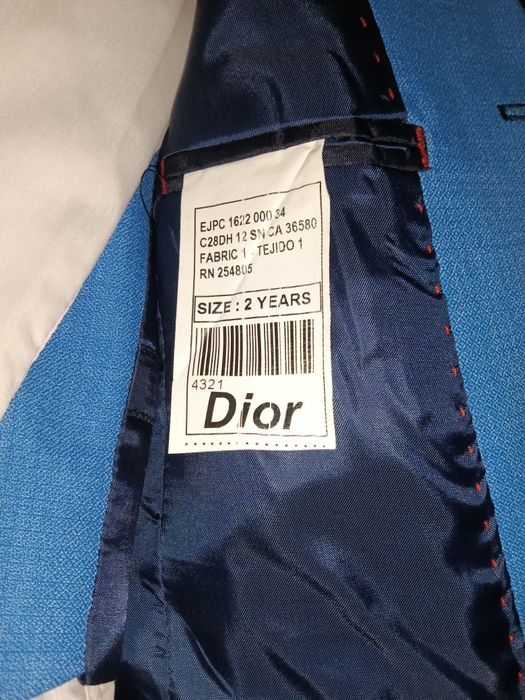 EJPC 1622 000 34
C28DH 12 SN CA 36580
FABRIC 1 - TEJIDO 1
RN 254805
SIZE : 2 YEARS
4321
Dior